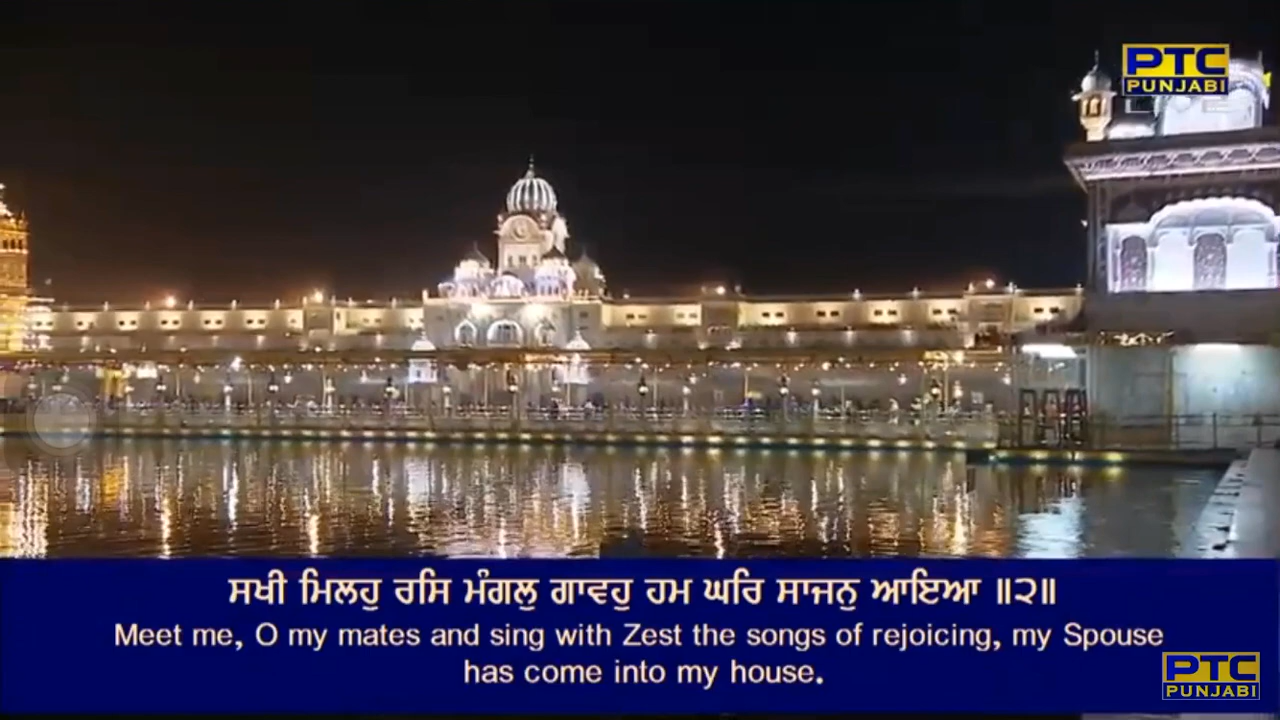 PTC
PUNJABI
ਸਖੀ ਮਿਲਹੁ ਰਸਿ ਮੰਗਲੁ ਗਾਵਹੁ ਹਮ ਘਰਿ ਸਾਜਨੁ ਆਇਆ ॥੨॥
Meet me, O my mates and sing with Zest the songs of rejoicing, my Spouse
has come into my house.
PTC
PUNJABI